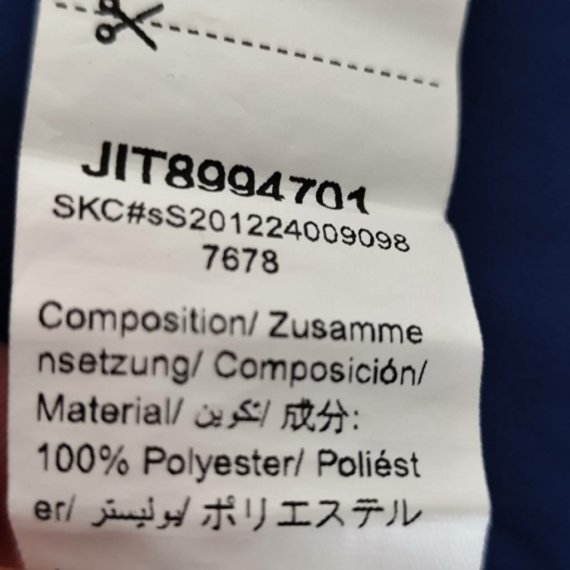 JIT8994701
SKC#sS201224009098
7678
Composition/ Zusamme
nsetzung/ Composición/
Material/ تكوين/ 成分:
100% Polyester/ Poliést
er/ بوليستر/ ポリエステル